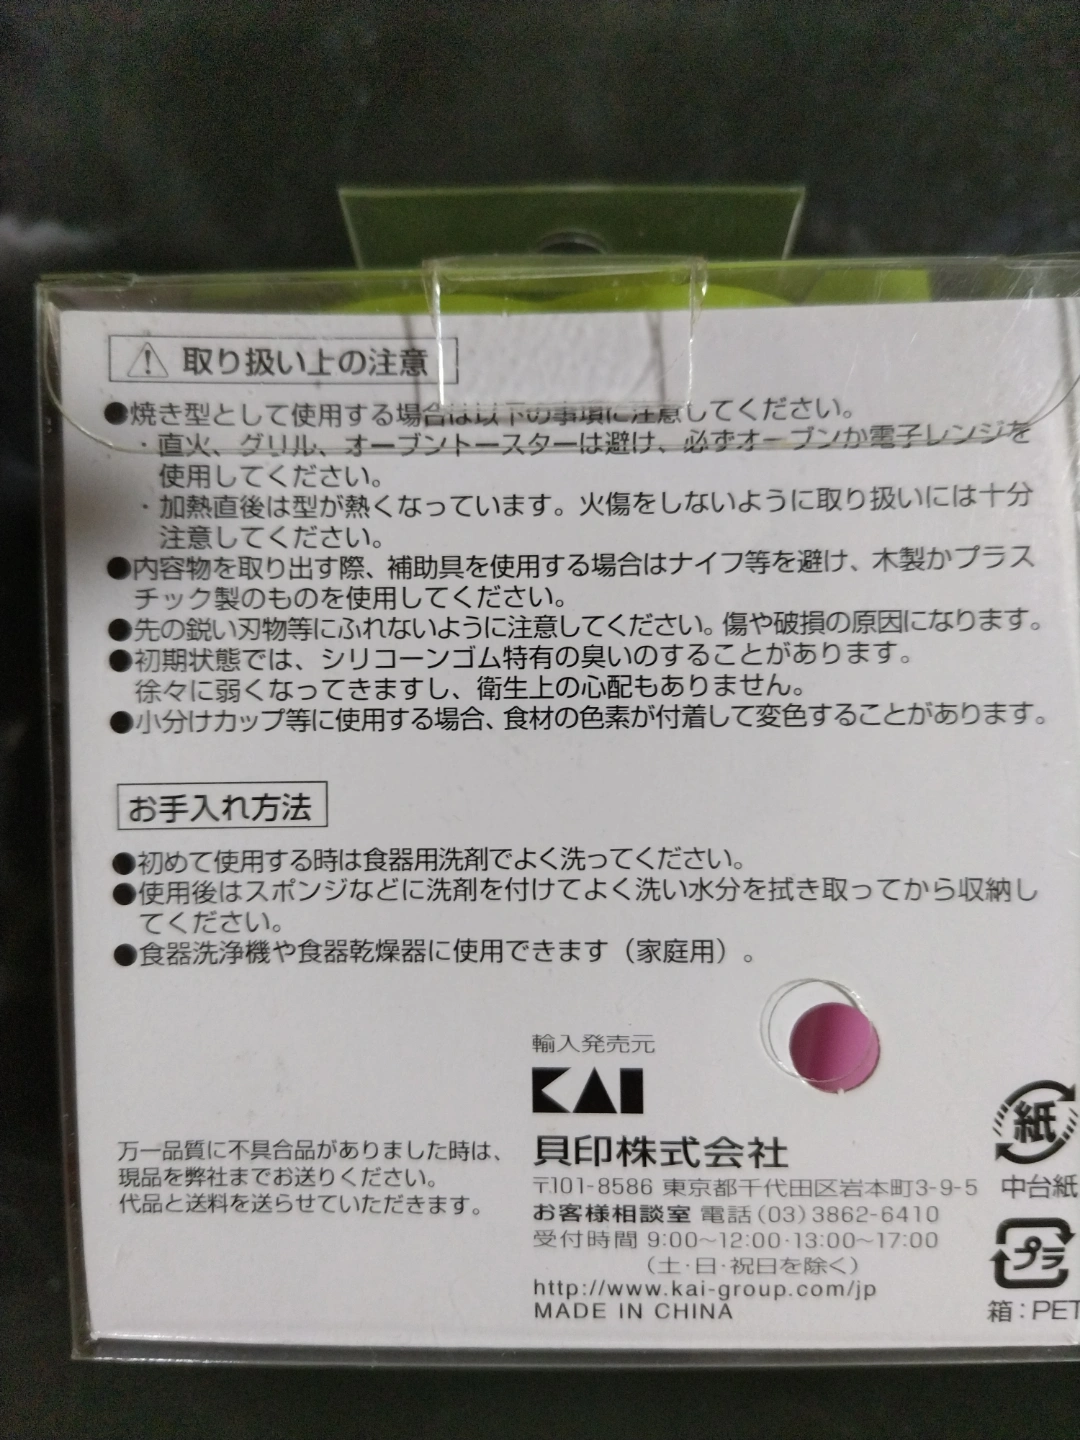 取り扱い上の注意
●焼き型として使用する場合は以下の事項に注意してください。
・直火、グリル、オーブントースターは避け、必ずオーブンか電子レンジを
使用してください。
・加熱直後は型が熱くなっています。火傷をしないように取り扱いには十分
注意してください。
●内容物を取り出す際、補助具を使用する場合はナイフ等を避け、木製かプラス
チック製のものを使用してください。
●先の鋭い刃物等にふれないように注意してください。傷や破損の原因になります。
●初期状態では、シリコーンゴム特有の臭いのすることがあります。
徐々に弱くなってきますし、衛生上の心配もありません。
●小分けカップ等に使用する場合、食材の色素が付着して変色することがあります。
お手入れ方法
●初めて使用する時は食器用洗剤でよく洗ってください。
●使用後はスポンジなどに洗剤を付けてよく洗い水分を拭き取ってから収納し
てください。
●食器洗浄機や食器乾燥器に使用できます（家庭用）。
万一品質に不具合品がありました時は、
現品を弊社までお送りください。
代品と送料を送らせていただきます。
輸入発売元
KAI
貝印株式会社
〒101-8586 東京都千代田区岩本町3-9-5
お客様相談室 電話(03)3862-6410
受付時間 9:00〜12:00・13:00〜17:00
（土・日・祝日を除く）
http://www.kai-group.com/jp
MADE IN CHINA
紙
中台紙
プラ
箱：PET